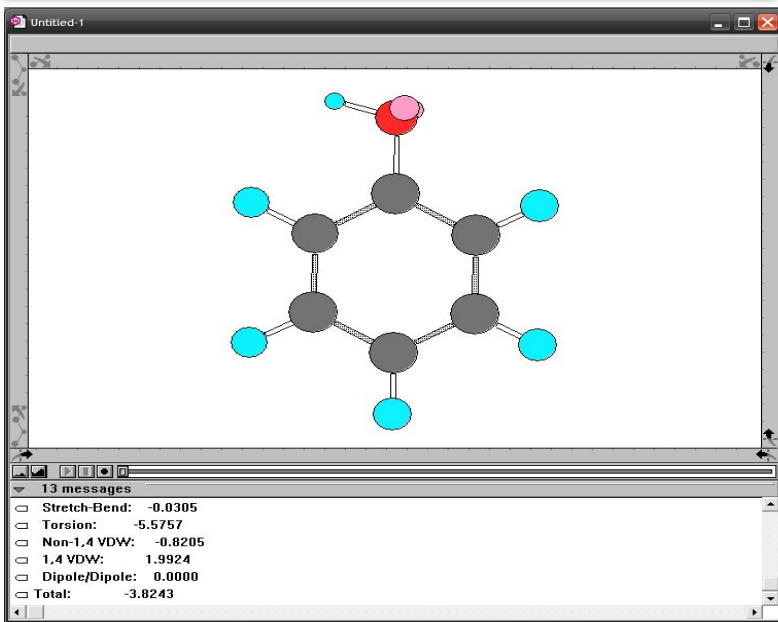 Untitled-1
13 messages
Stretch-Bend: -0.0305
Torsion: -5.5757
Non-1,4 VDW: -0.8205
1,4 VDW: 1.9924
Dipole/Dipole: 0.0000
Total: -3.8243